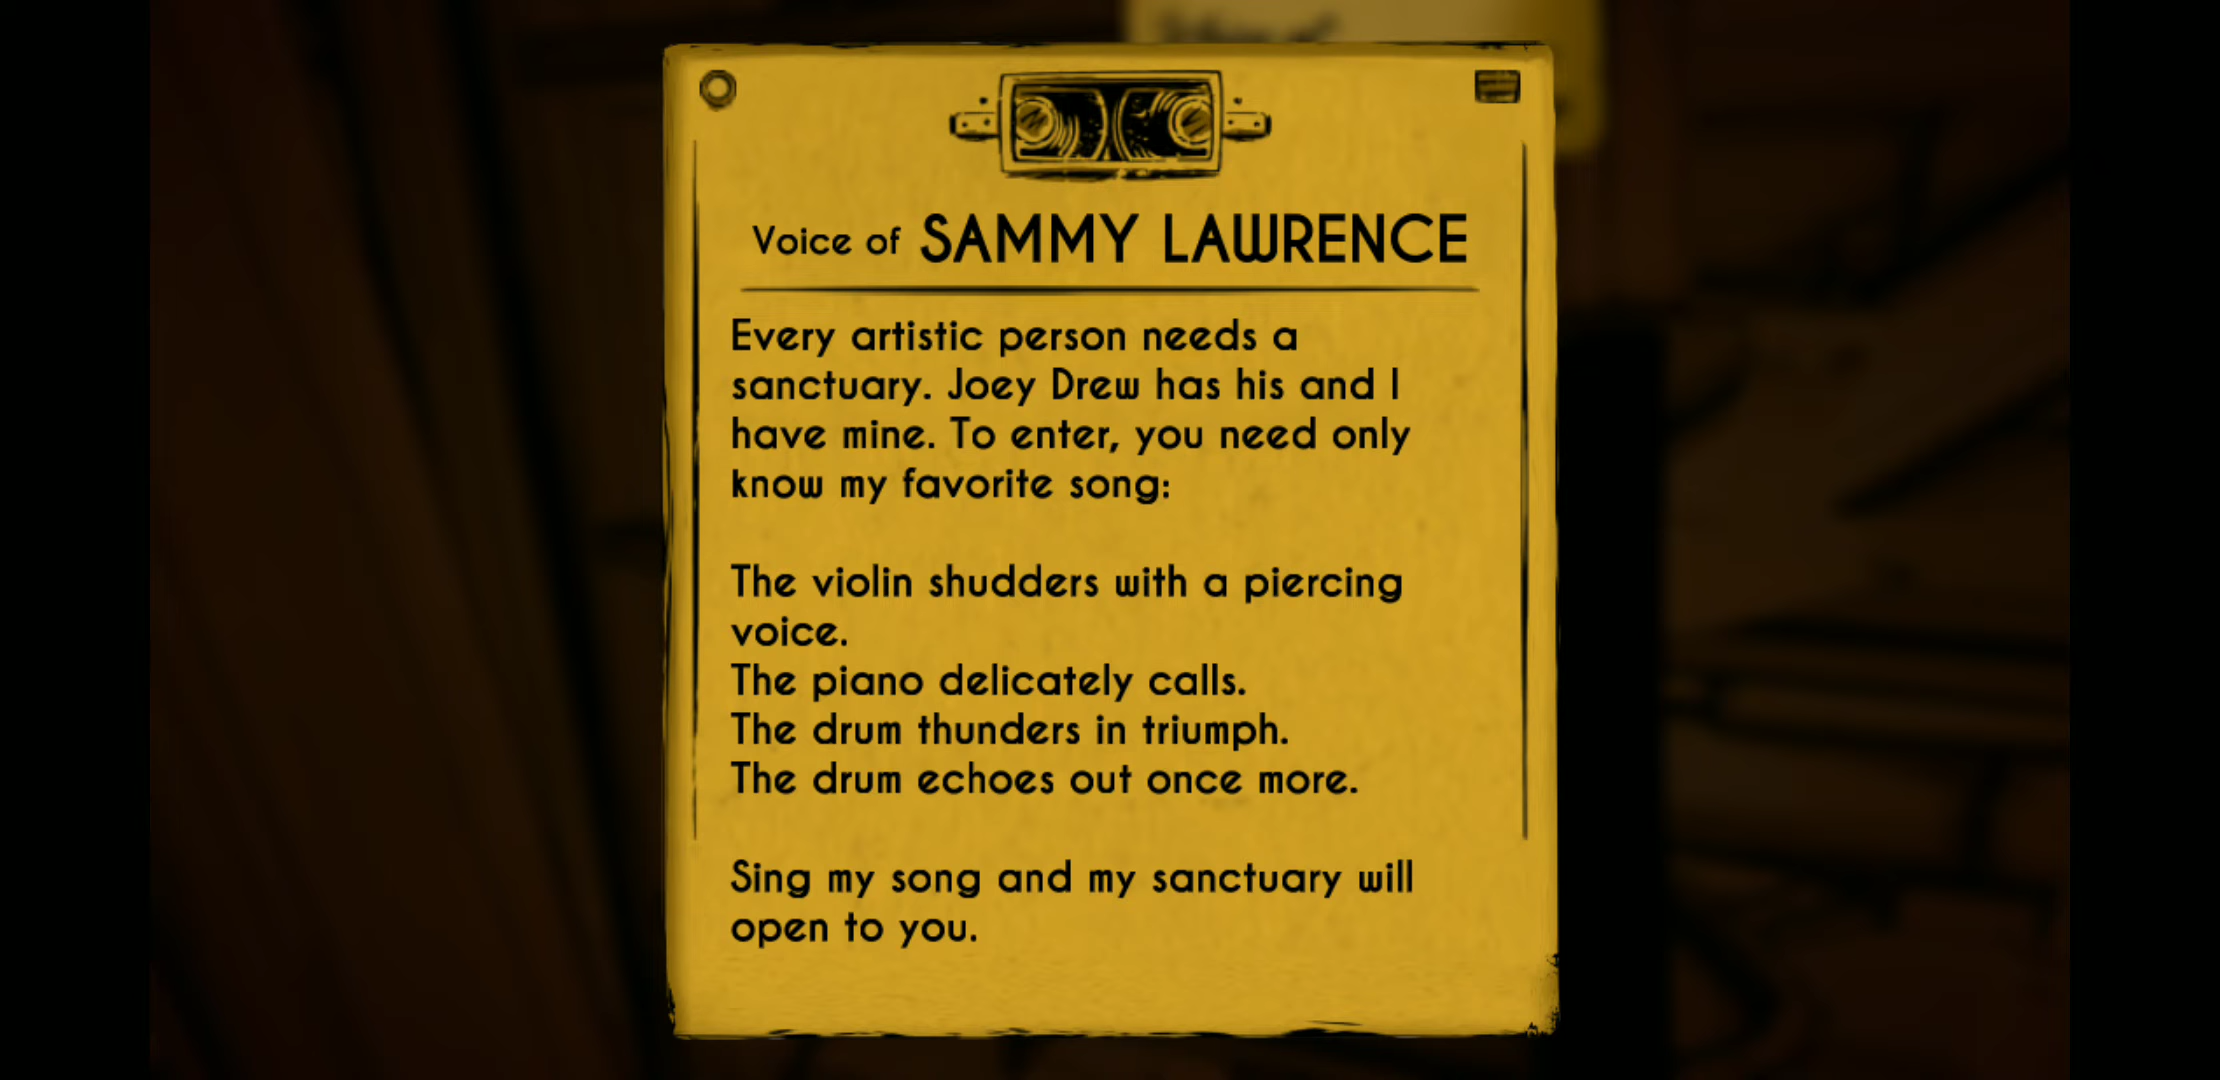 Voice of SAMMY LAWRENCE
Every artistic person needs a
sanctuary. Joey Drew has his and I
have mine. To enter, you need only
know my favorite song:
The violin shudders with a piercing
voice.
The piano delicately calls.
The drum thunders in triumph.
The drum echoes out once more.
Sing my song and my sanctuary will
open to you.